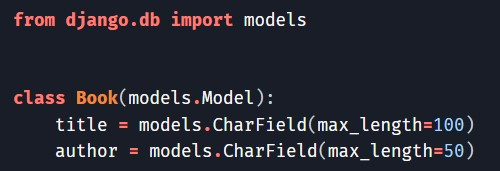 from django.db import models
class Book(models.Model):
    title = models.CharField(max_length=100)
    author = models.CharField(max_length=50)